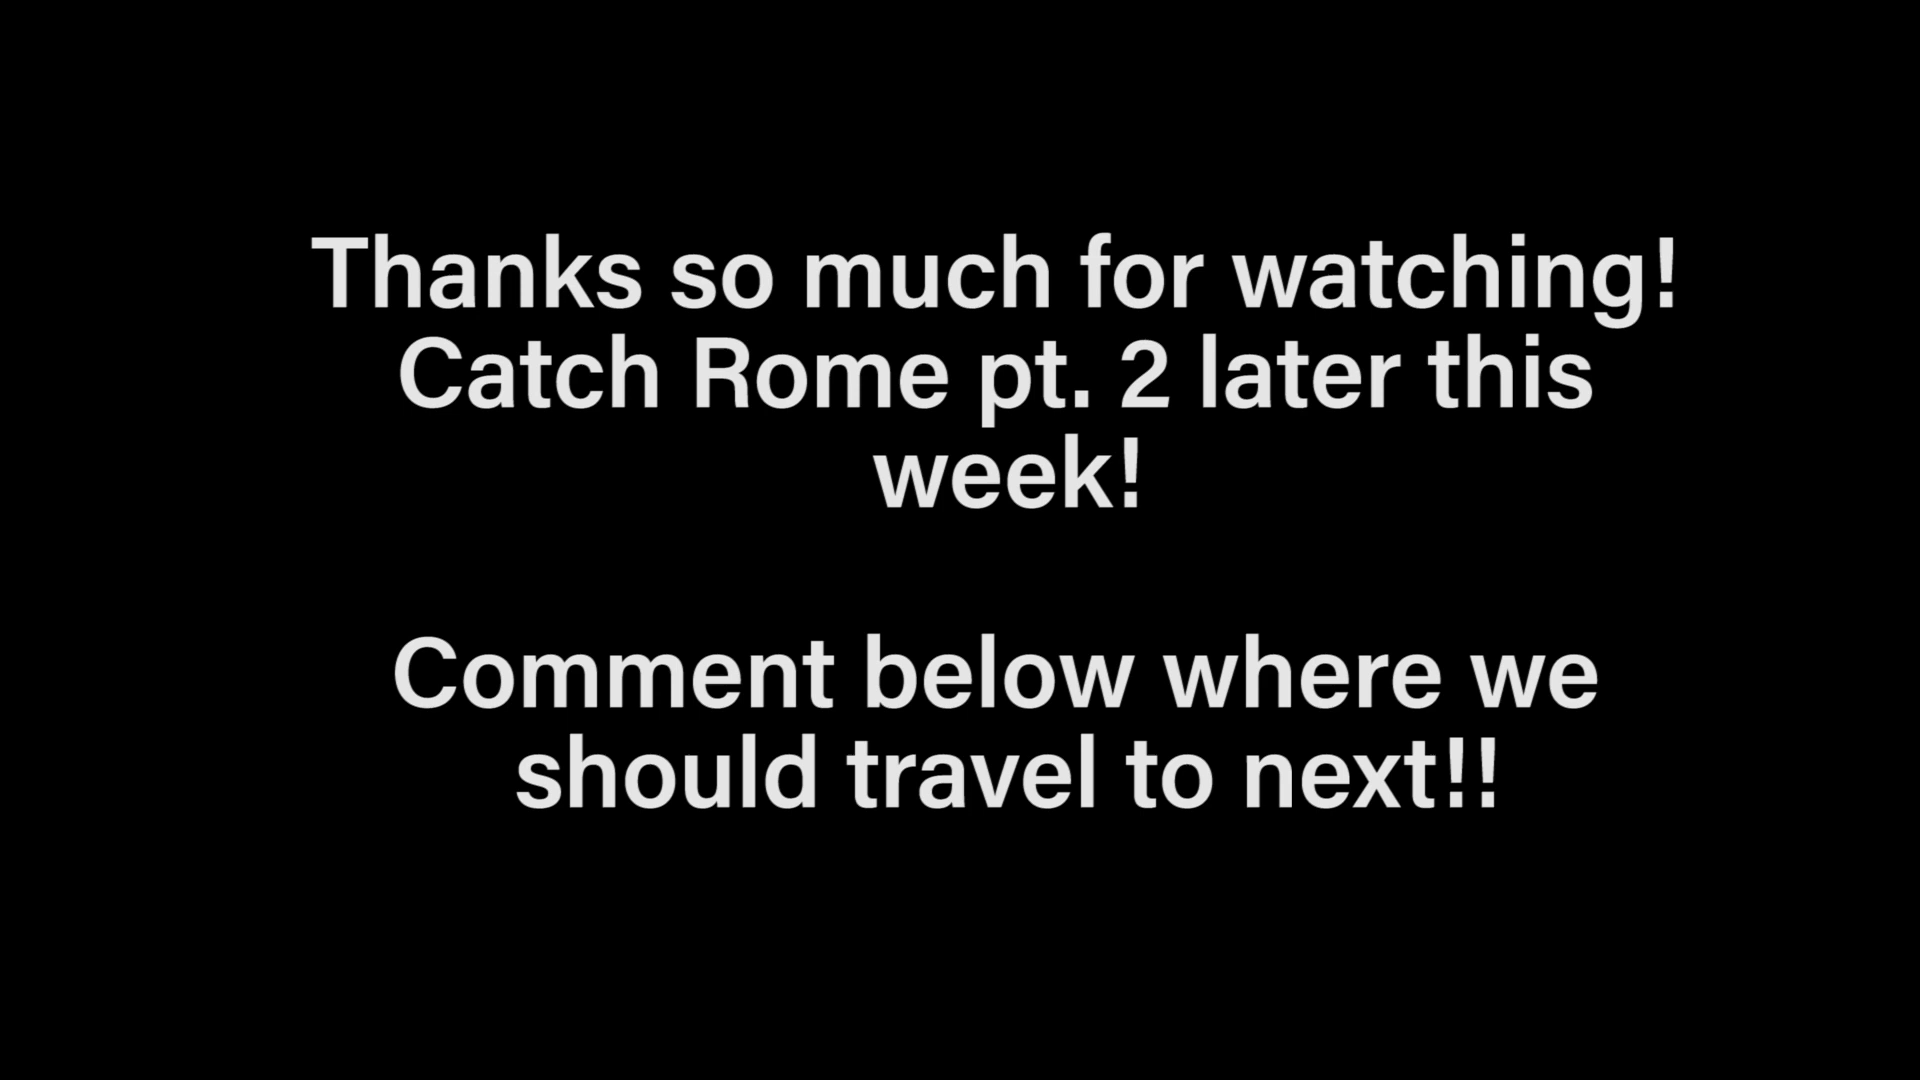 Thanks so much for watching!
Catch Rome pt. 2 later this
week!
Comment below where we
should travel to next!!